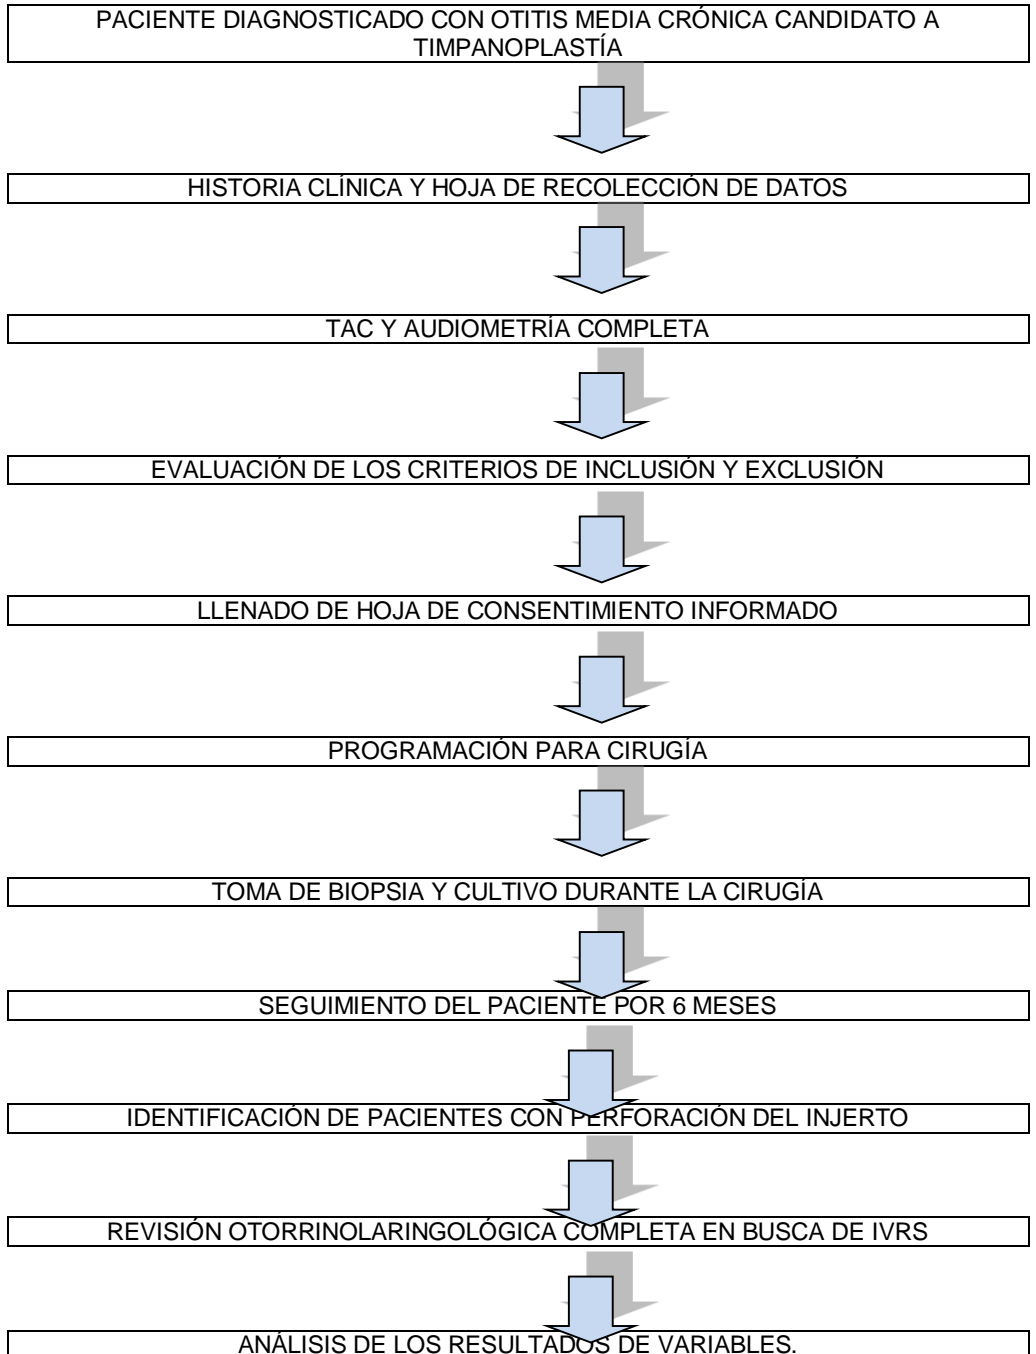 PACIENTE DIAGNOSTICADO CON OTITIS MEDIA CRÓNICA CANDIDATO A
TIMPANOPLASTÍA
HISTORIA CLÍNICA Y HOJA DE RECOLECCIÓN DE DATOS
TAC Y AUDIOMETRÍA COMPLETA
EVALUACIÓN DE LOS CRITERIOS DE INCLUSIÓN Y EXCLUSIÓN
LLENADO DE HOJA DE CONSENTIMIENTO INFORMADO
PROGRAMACIÓN PARA CIRUGÍA
TOMA DE BIOPSIA Y CULTIVO DURANTE LA CIRUGÍA
SEGUIMIENTO DEL PACIENTE POR 6 MESES
IDENTIFICACIÓN DE PACIENTES CON PERFORACIÓN DEL INJERTO
REVISIÓN OTORRINOLARINGOLÓGICA COMPLETA EN BUSCA DE IVRS
ANÁLISIS DE LOS RESULTADOS DE VARIABLES.